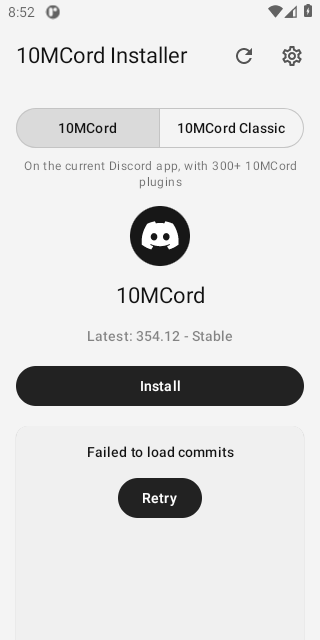 8:52
10MCord Installer
10MCord
10MCord Classic
On the current Discord app, with 300+ 10MCord
plugins
10MCord
Latest: 354.12 - Stable
Install
Failed to load commits
Retry